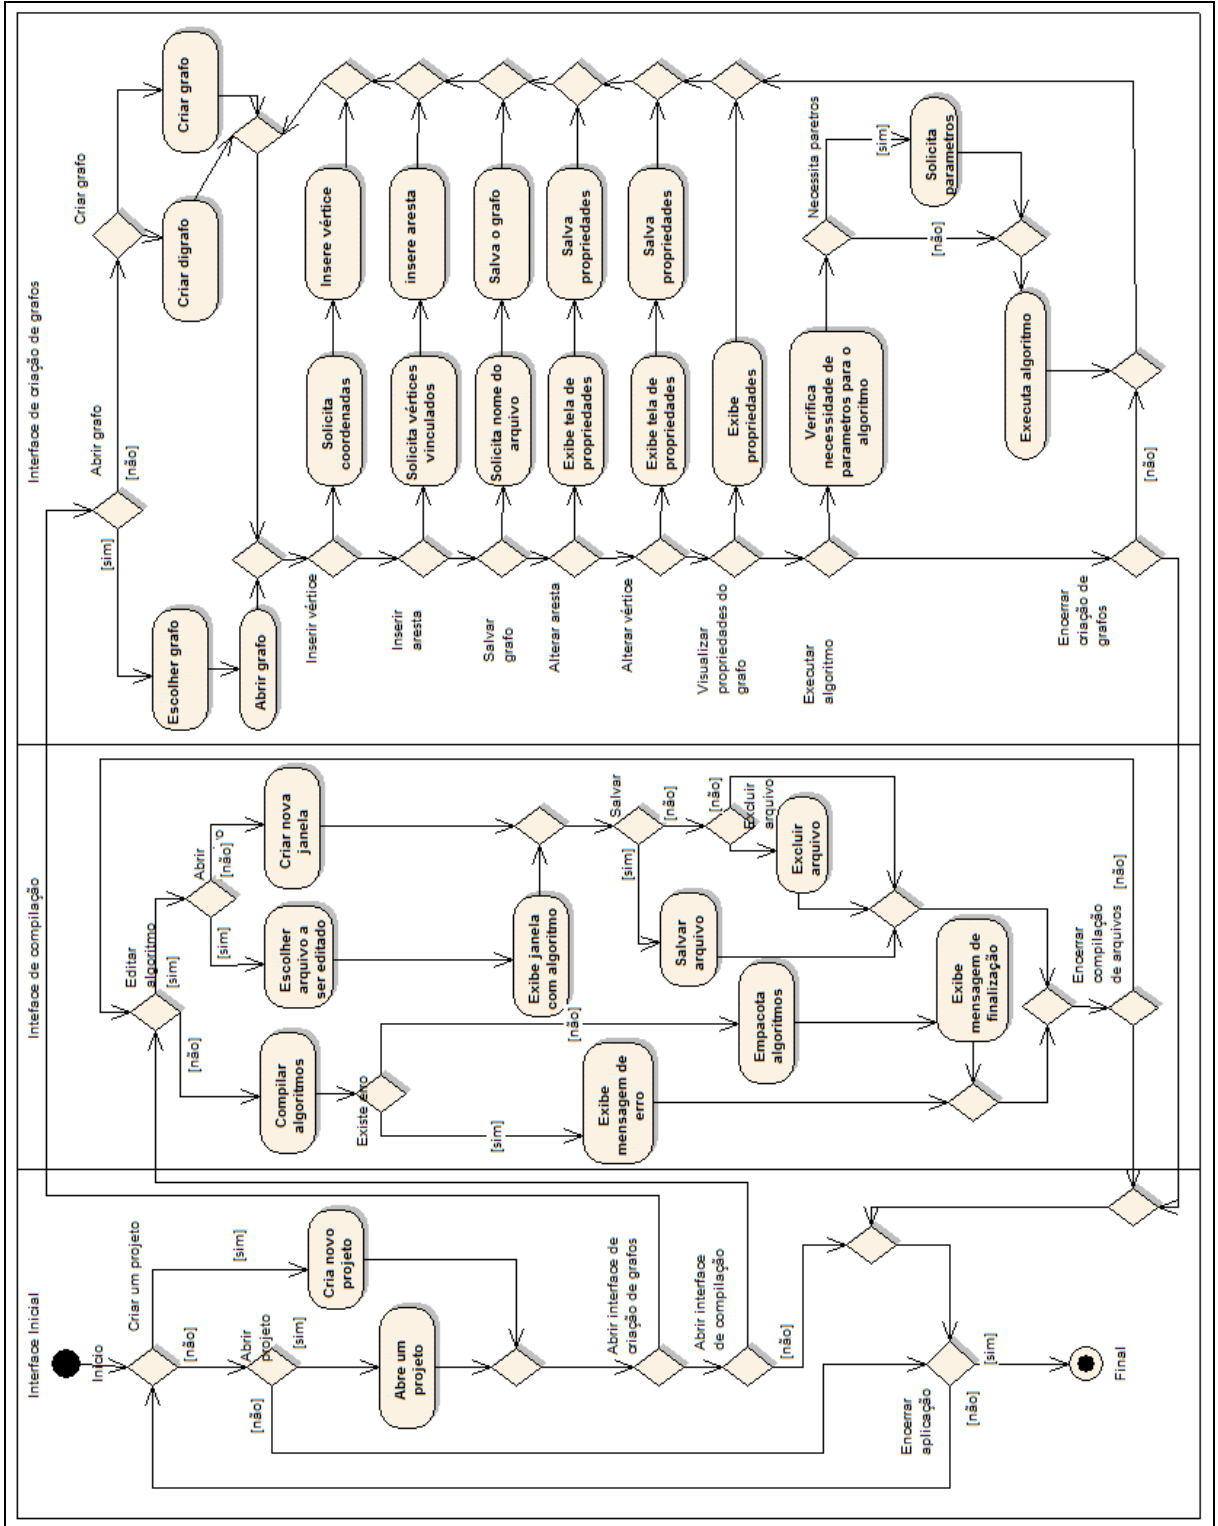 Interface Inicial
Início
Criar um projeto
[sim]
[não]
Cria novo
projeto
Abrir
projeto
[sim]
[não]
Abre um
projeto
Abrir interface de
criação de grafos
Abrir interface
de compilação
[não]
Encerrar
aplicação
[sim]
[não]
Final
Inteface de compilação
Editar
algoritmo
[sim]
[não]
Abrir
[não]
[sim]
Criar nova
janela
Escolher
arquivo a
ser editado
Compilar
algoritmos
Existe erro
[não]
[sim]
Exibe janela
com algoritmo
Exibe
mensagem de
erro
Salvar
[sim]
[não]
Salvar
arquivo
[não]
Excluir
arquivo
Excluir
arquivo
Empacota
algoritmos
Exibe
mensagem de
finalização
Encerrar
compilação
de arquivos
[não]
Interface de criação de grafos
Abrir grafo
[sim]
[não]
Criar grafo
Criar grafo
Criar digrafo
Escolher grafo
Abrir grafo
Inserir vértice
Solicita
coordenadas
Insere vértice
Inserir
aresta
Solicita vértices
vinculados
insere aresta
Salvar
grafo
Solicita nome do
arquivo
Salva o grafo
Alterar aresta
Exibe tela de
propriedades
Salva
propriedades
Alterar vértice
Exibe tela de
propriedades
Salva
propriedades
Visualizar
propriedades do
grafo
Exibe
propriedades
Executar
algoritmo
Verifica
necessidade de
parametros para o
algoritmo
Necessita paretros
[sim]
[não]
Solicita
parametros
Executa algoritmo
Encerrar
criação de
grafos
[não]